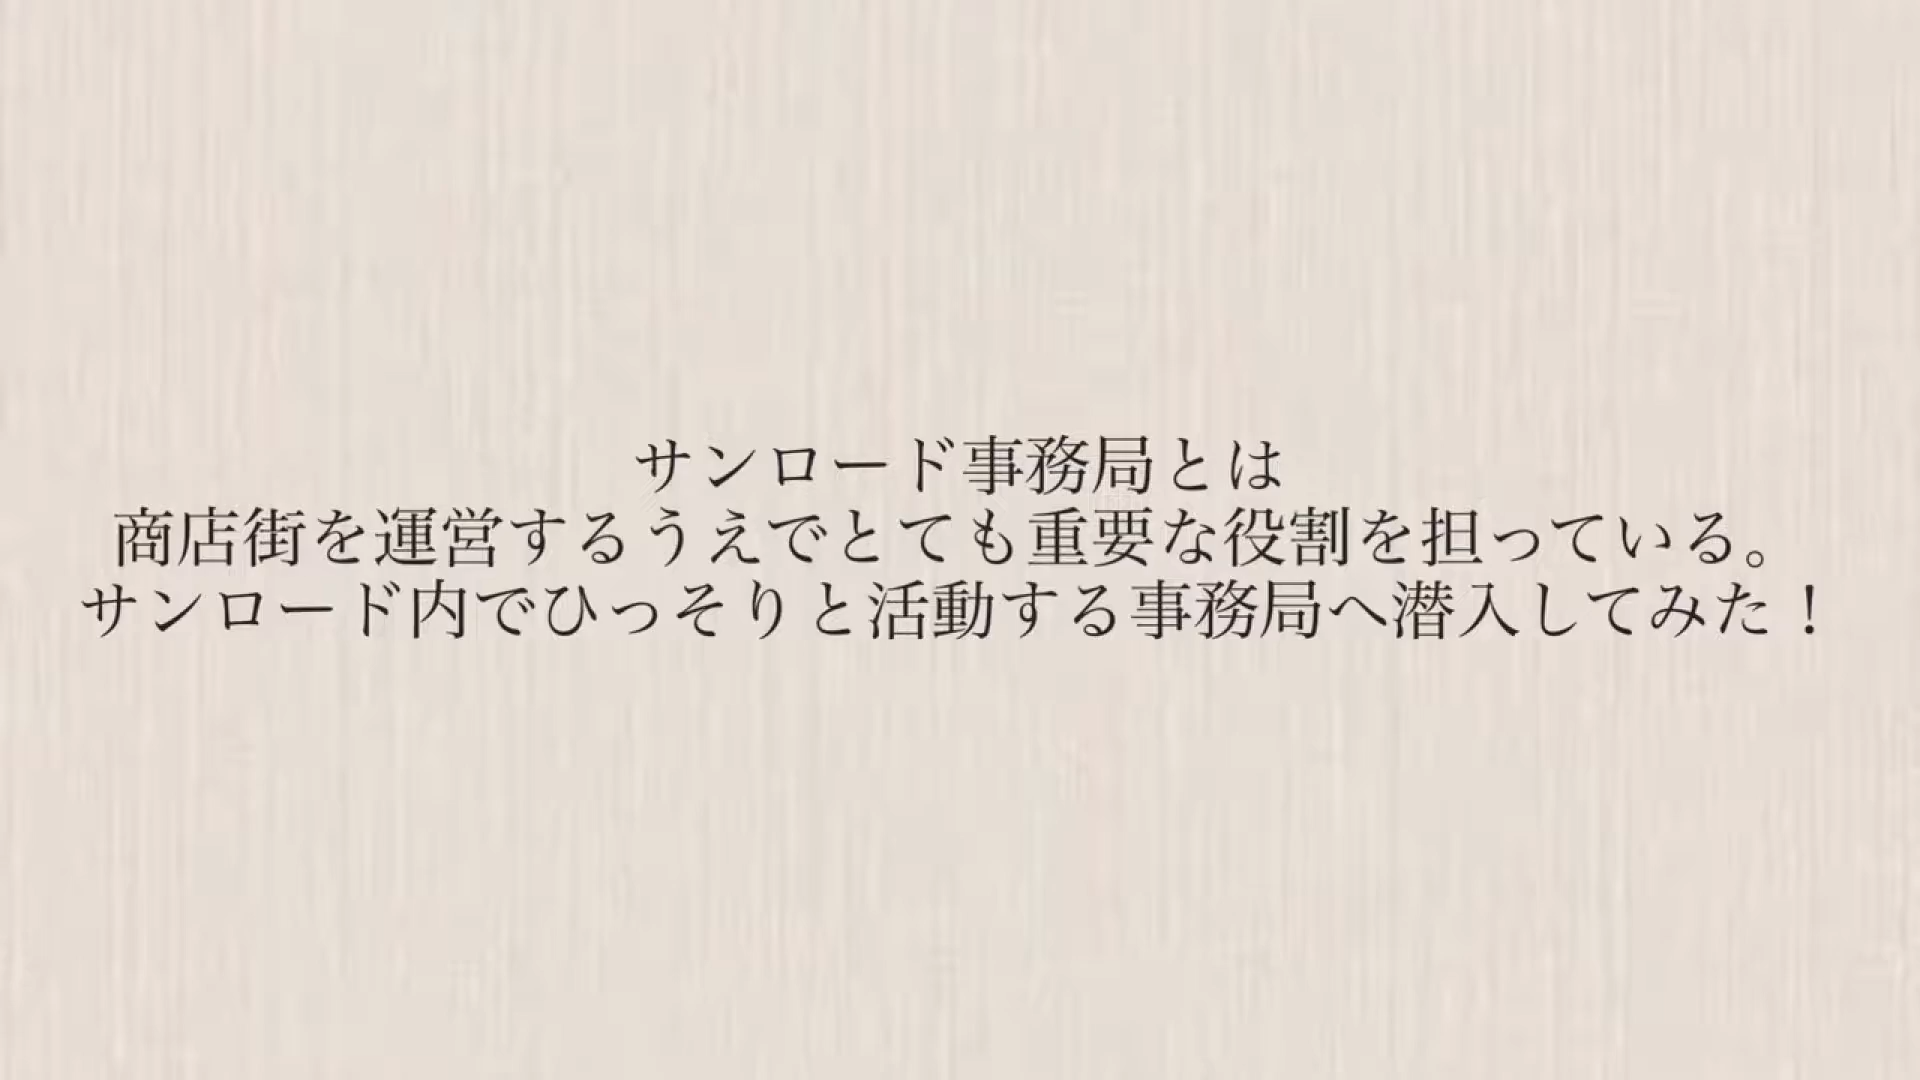 サンロード事務局とは
商店街を運営するうえでとても重要な役割を担っている。
サンロード内でひっそりと活動する事務局へ潜入してみた！